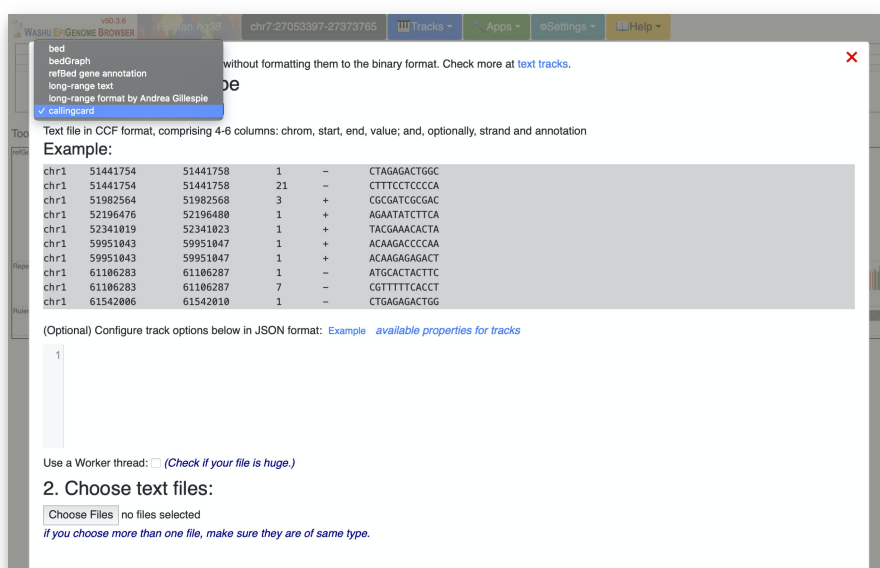 v50.3.6
WASHU EPIGENOME BROWSER
Human hg38
chr7:27053397-27373765
Tracks
Apps
Settings
Help
bed
bedGraph
refBed gene annotation
long-range text
long-range format by Andrea Gillespie
✓ callingcard
without formatting them to the binary format. Check more at text tracks.
Text file in CCF format, comprising 4-6 columns: chrom, start, end, value; and, optionally, strand and annotation
Example:
chr1 51441754 51441758 1 - CTAGAGACTGGC
chr1 51441754 51441758 21 - CTTTCCTCCCCA
chr1 51982564 51982568 3 + CGCGATCGCGAC
chr1 52196476 52196480 1 + AGAATATCTTCA
chr1 52341019 52341023 1 + TACGAAACACTA
chr1 59951043 59951047 1 + ACAAGACCCCAA
chr1 59951043 59951047 1 + ACAAGAGAGACT
chr1 61106283 61106287 1 - ATGCACTACTTC
chr1 61106283 61106287 7 - CGTTTTTCACCT
chr1 61542006 61542010 1 - CTGAGAGACTGG
(Optional) Configure track options below in JSON format: Example available properties for tracks
1
Use a Worker thread: (Check if your file is huge.)
2. Choose text files:
Choose Files no files selected
if you choose more than one file, make sure they are of same type.